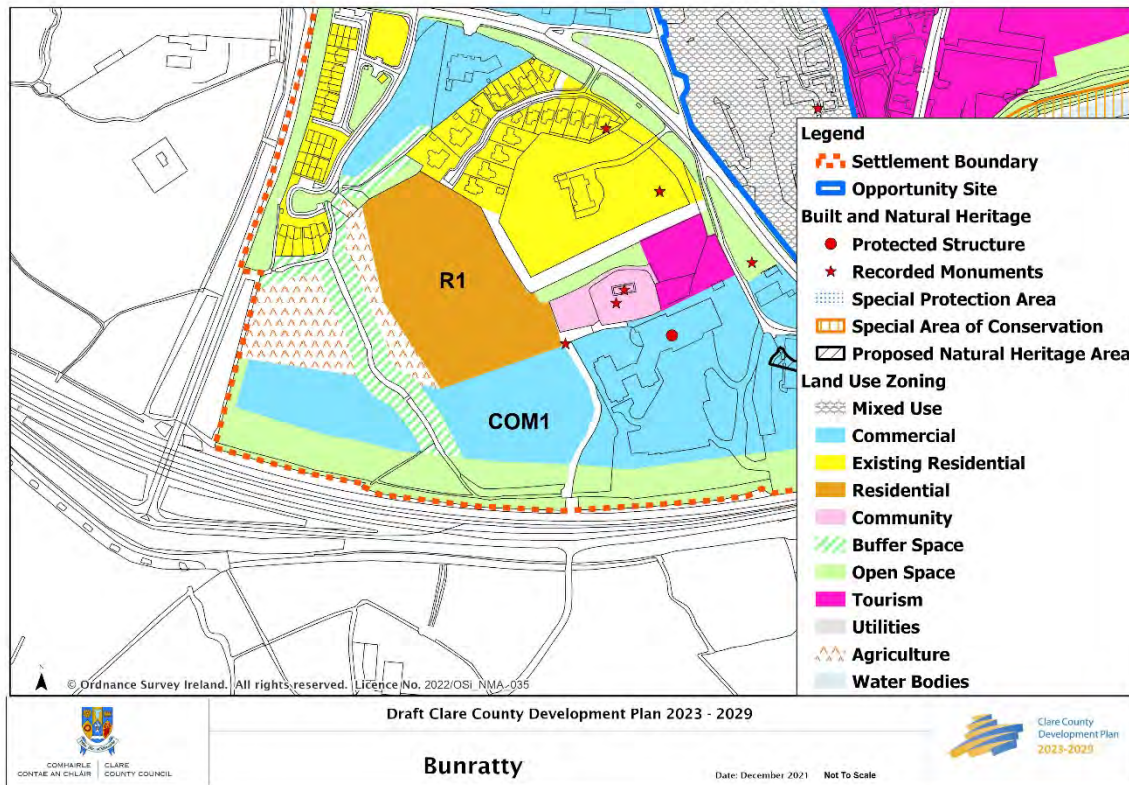 R1
COM1
Legend
Settlement Boundary
Opportunity Site
Built and Natural Heritage
Protected Structure
Recorded Monuments
Special Protection Area
Special Area of Conservation
Proposed Natural Heritage Area
Land Use Zoning
Mixed Use
Commercial
Existing Residential
Residential
Community
Buffer Space
Open Space
Tourism
Utilities
Agriculture
Water Bodies
N
© Ordnance Survey Ireland. All rights reserved. Licence No. 2022/OSi_NMA_035
COMHAIRLE CLARE
CONTAE AN CHLÁIR COUNTY COUNCIL
Draft Clare County Development Plan 2023 - 2029
Bunratty
Date: December 2021 Not To Scale
Clare County
Development Plan
2023-2029